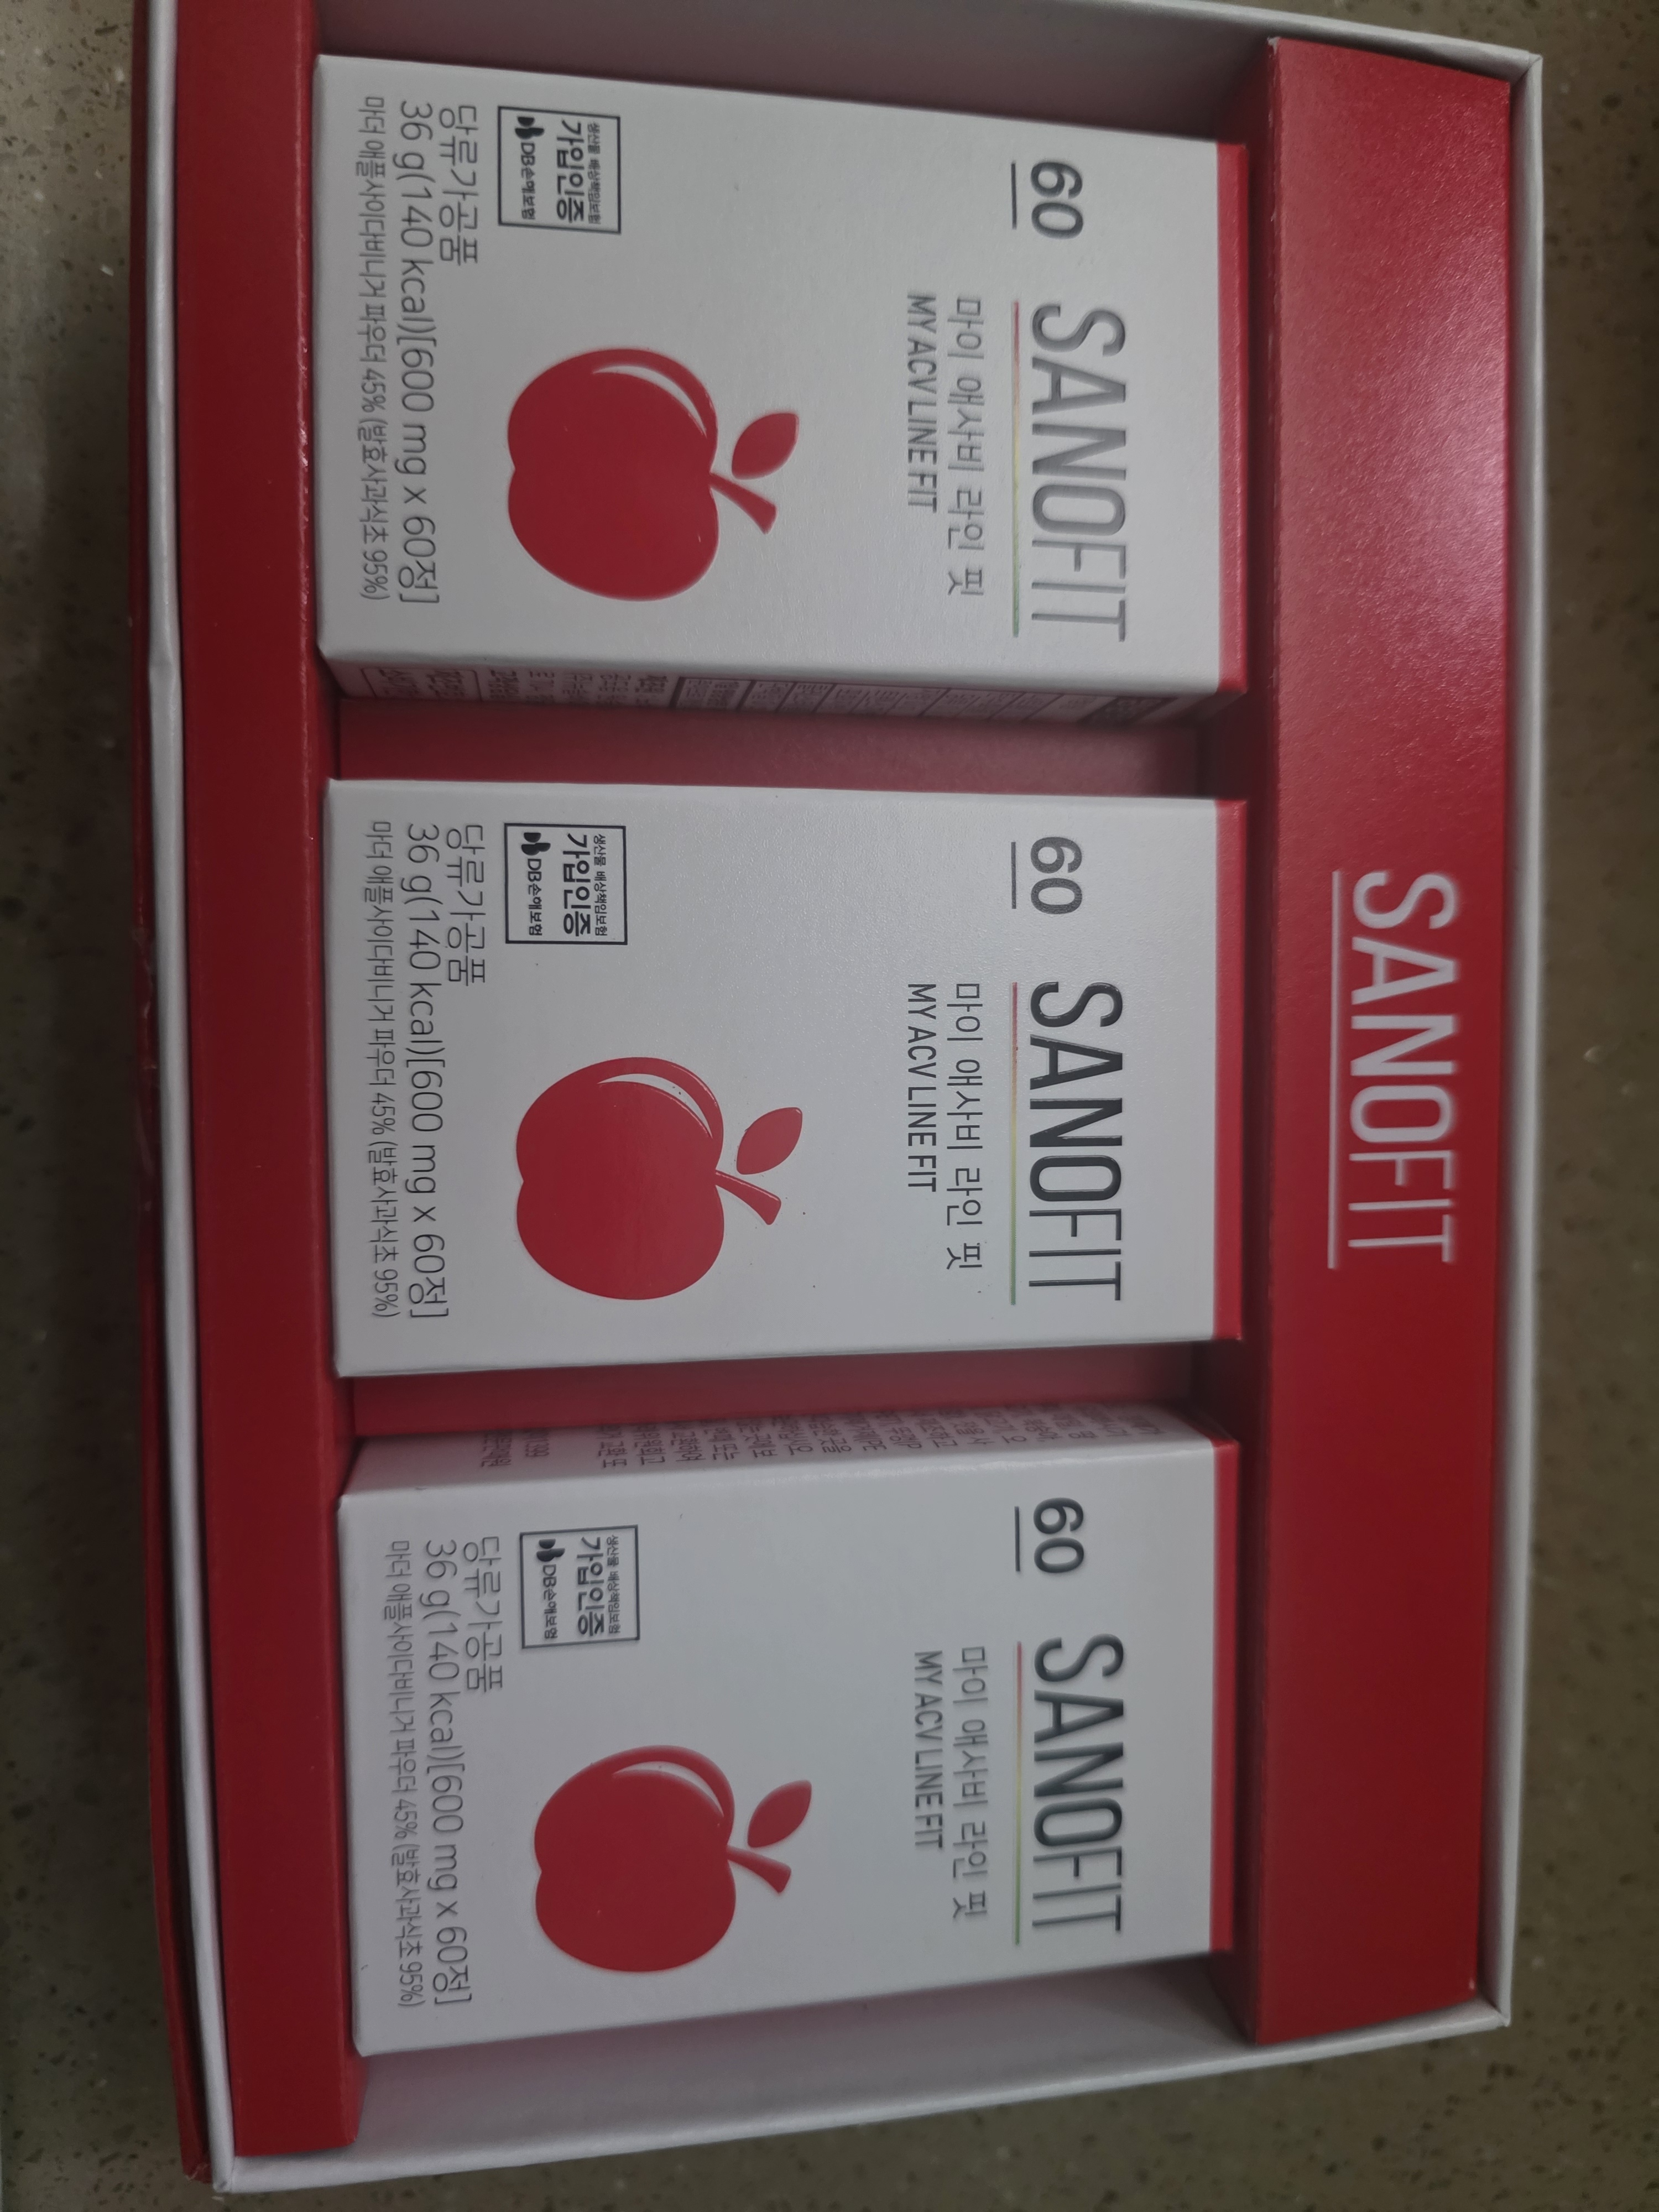 SANOFIT
60
SANOFIT
마이 애사비 라인 핏
MY ACV LINE FIT
생산물 배상책임보험
가입인증
DB손해보험
당류가공품
36 g(140 kcal)[600 mg x 60정]
마더 애플사이다비니거 파우더 45% (발효사과식초 95%)
60
SANOFIT
마이 애사비 라인 핏
MY ACV LINE FIT
생산물 배상책임보험
가입인증
DB손해보험
당류가공품
36 g(140 kcal)[600 mg x 60정]
마더 애플사이다비니거 파우더 45% (발효사과식초 95%)
60
SANOFIT
마이 애사비 라인 핏
MY ACV LINE FIT
생산물 배상책임보험
가입인증
DB손해보험
당류가공품
36 g(140 kcal)[600 mg x 60정]
마더 애플사이다비니거 파우더 45% (발효사과식초 95%)